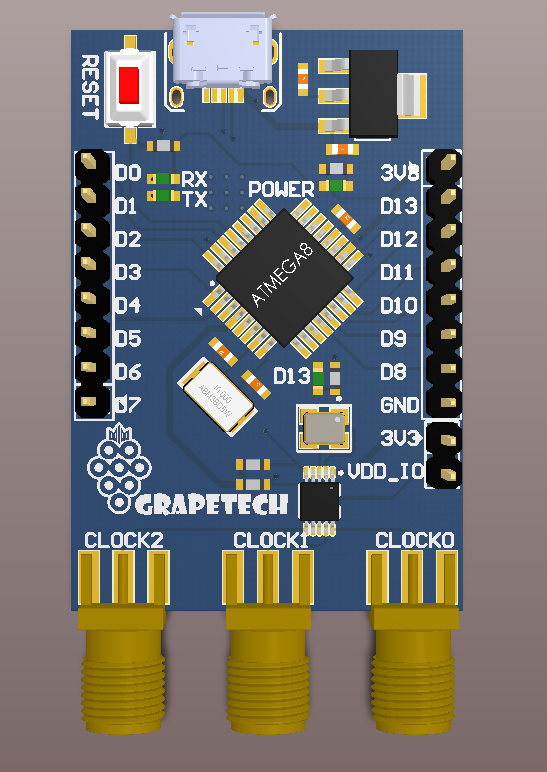 RESET
RX
TX
POWER
D0
D1
D2
D3
D4
D5
D6
D7
3V3
D13
D12
D11
D10
D9
D8
GND
3V3
VDD_IO
ATMEGA8
D13
GRAPETECH
CLOCK2
CLOCK1
CLOCK0